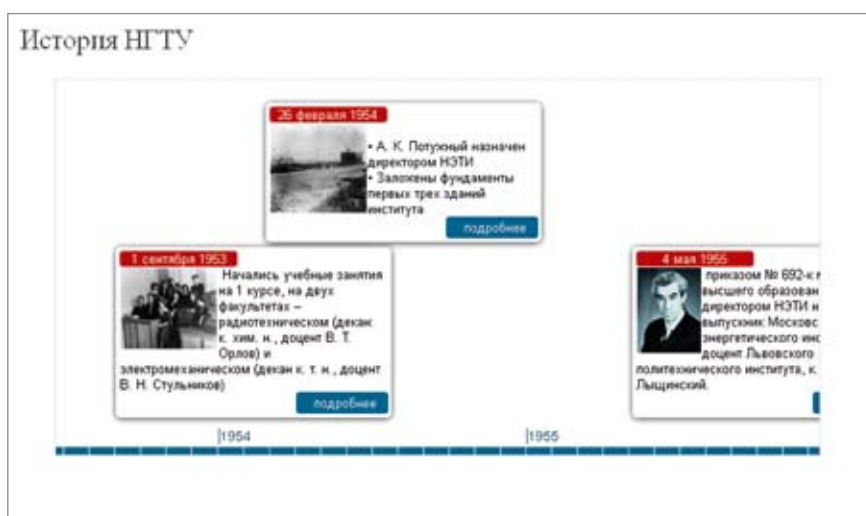 История НГТУ
26 февраля 1954
• А. К. Потужный назначен
директором НЭТИ
• Заложены фундаменты
первых трех зданий
института
подробнее
1 сентября 1953
Начались учебные занятия
на 1 курсе, на двух
факультетах –
радиотехническом (декан
к. хим. н., доцент В. Т.
Орлов) и
электромеханическом (декан к. т. н., доцент
В. Н. Стульников)
подробнее
4 мая 1955
приказом № 692-к
высшего образован
директором НЭТИ н
выпускник Московс
энергетического инс
доцент Львовского
политехнического института, к.
Лыщинский.
1954
1955